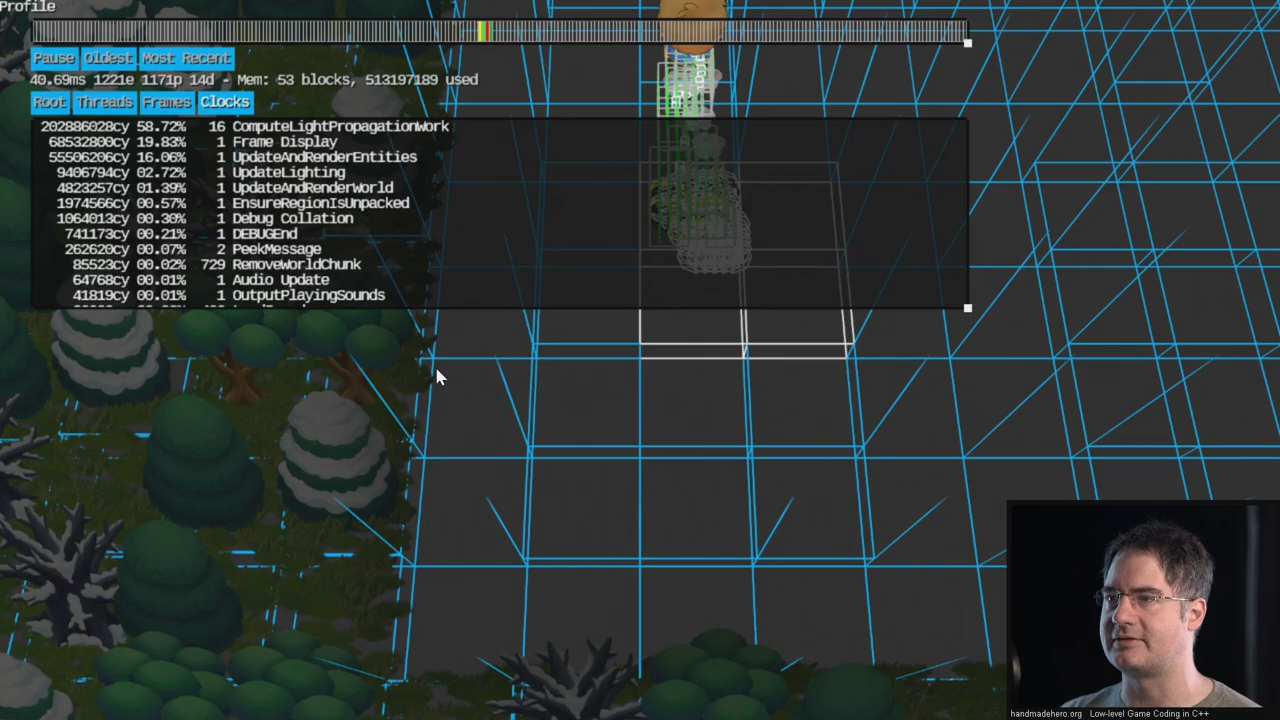 Profile
Pause Oldest Most Recent
40.69ms 1221e 1171p 14d - Mem: 53 blocks, 513197189 used
Root Threads Frames Clocks
202886028cy 58.72% 16 ComputeLightPropagationWork
68532800cy 19.83% 1 Frame Display
55506206cy 16.06% 1 UpdateAndRenderEntities
9406794cy 02.72% 1 UpdateLighting
4823257cy 01.39% 1 UpdateAndRenderWorld
1974566cy 00.57% 1 EnsureRegionIsUnpacked
1064013cy 00.30% 1 Debug Collation
741173cy 00.21% 1 DEBUGEnd
262620cy 00.07% 2 PeekMessage
85523cy 00.02% 729 RemoveWorldChunk
64768cy 00.01% 1 Audio Update
41819cy 00.01% 1 OutputPlayingSounds
handmadehero.org Low-level Game Coding in C++